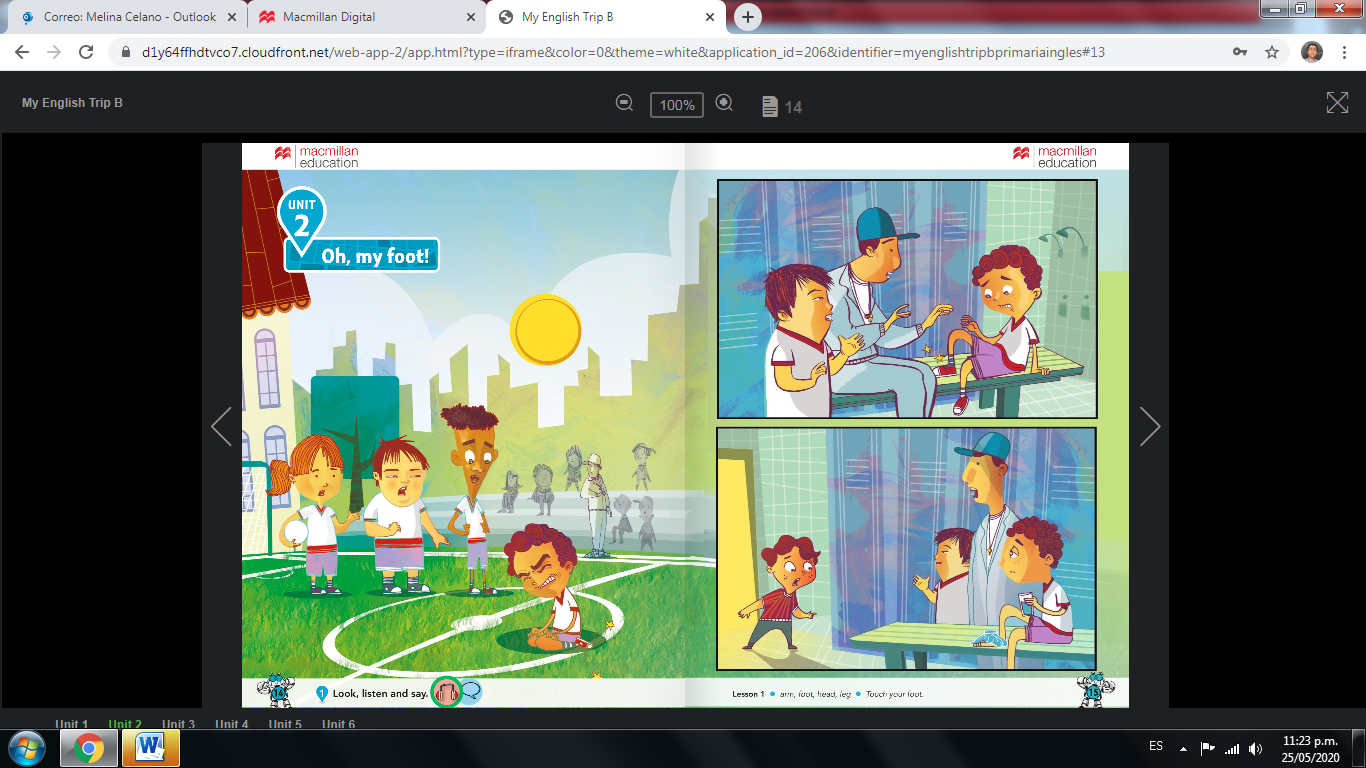 Correo: Melina Celano - Outlook
Macmillan Digital
My English Trip B
d1y64ffhdtvco7.cloudfront.net/web-app-2/app.html?type=iframe&color=0&theme=white&application_id=206&identifier=myenglishtripbprimariaingles#13
My English Trip B
100%
14
macmillan
education
macmillan
education
UNIT
2
Oh, my foot!
14
1 Look, listen and say.
Lesson 1 • arm, foot, head, leg • Touch your foot.
15
Unit 1 Unit 2 Unit 3 Unit 4 Unit 5 Unit 6
ES
11:23 p.m.
25/05/2020